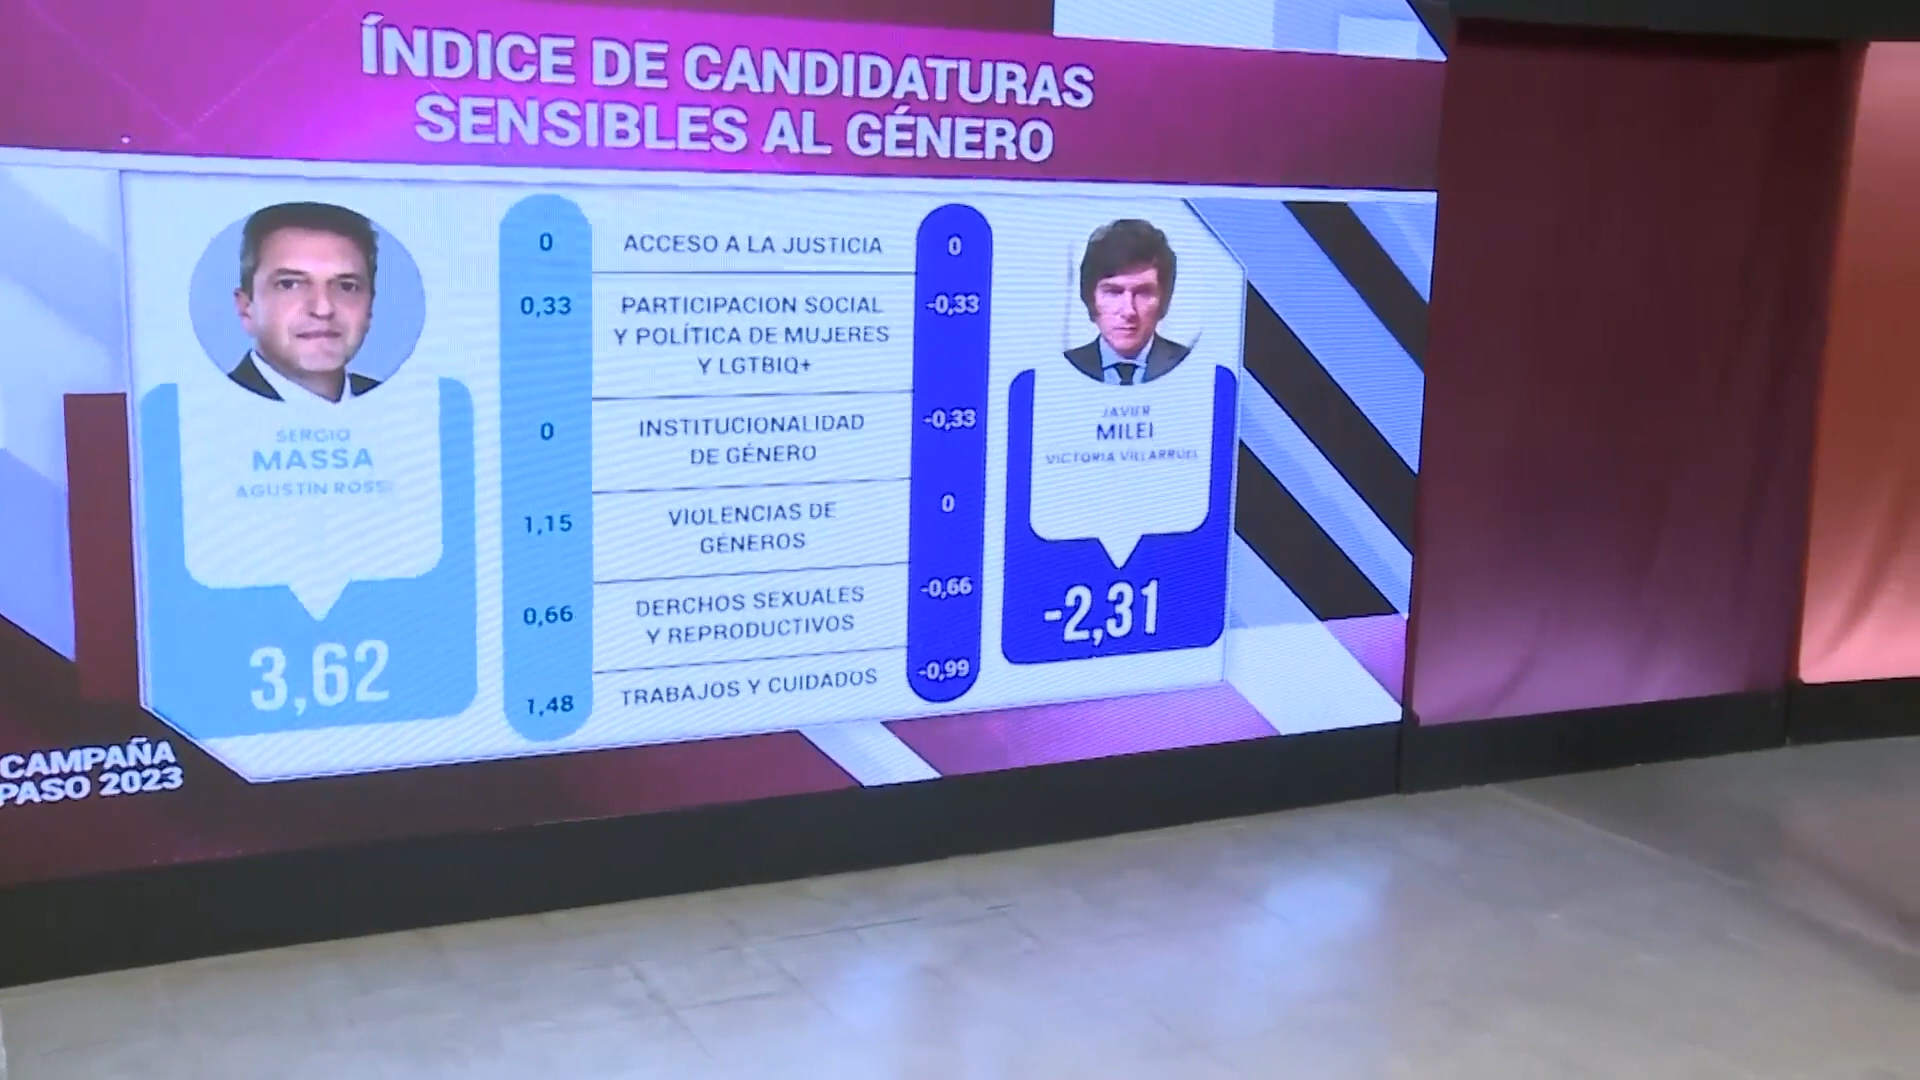 ÍNDICE DE CANDIDATURAS
SENSIBLES AL GÉNERO
SERGIO
MASSA
AGUSTIN ROSSI
3,62
0
ACCESO A LA JUSTICIA
0
0,33
PARTICIPACION SOCIAL
Y POLÍTICA DE MUJERES
Y LGTBIQ+
-0,33
0
INSTITUCIONALIDAD
DE GÉNERO
-0,33
1,15
VIOLENCIAS DE
GÉNEROS
0
0,66
DERCHOS SEXUALES
Y REPRODUCTIVOS
-0,66
1,48
TRABAJOS Y CUIDADOS
-0,99
JAVIER
MILEI
VICTORIA VILLARRUEL
-2,31
CAMPAÑA
PASO 2023